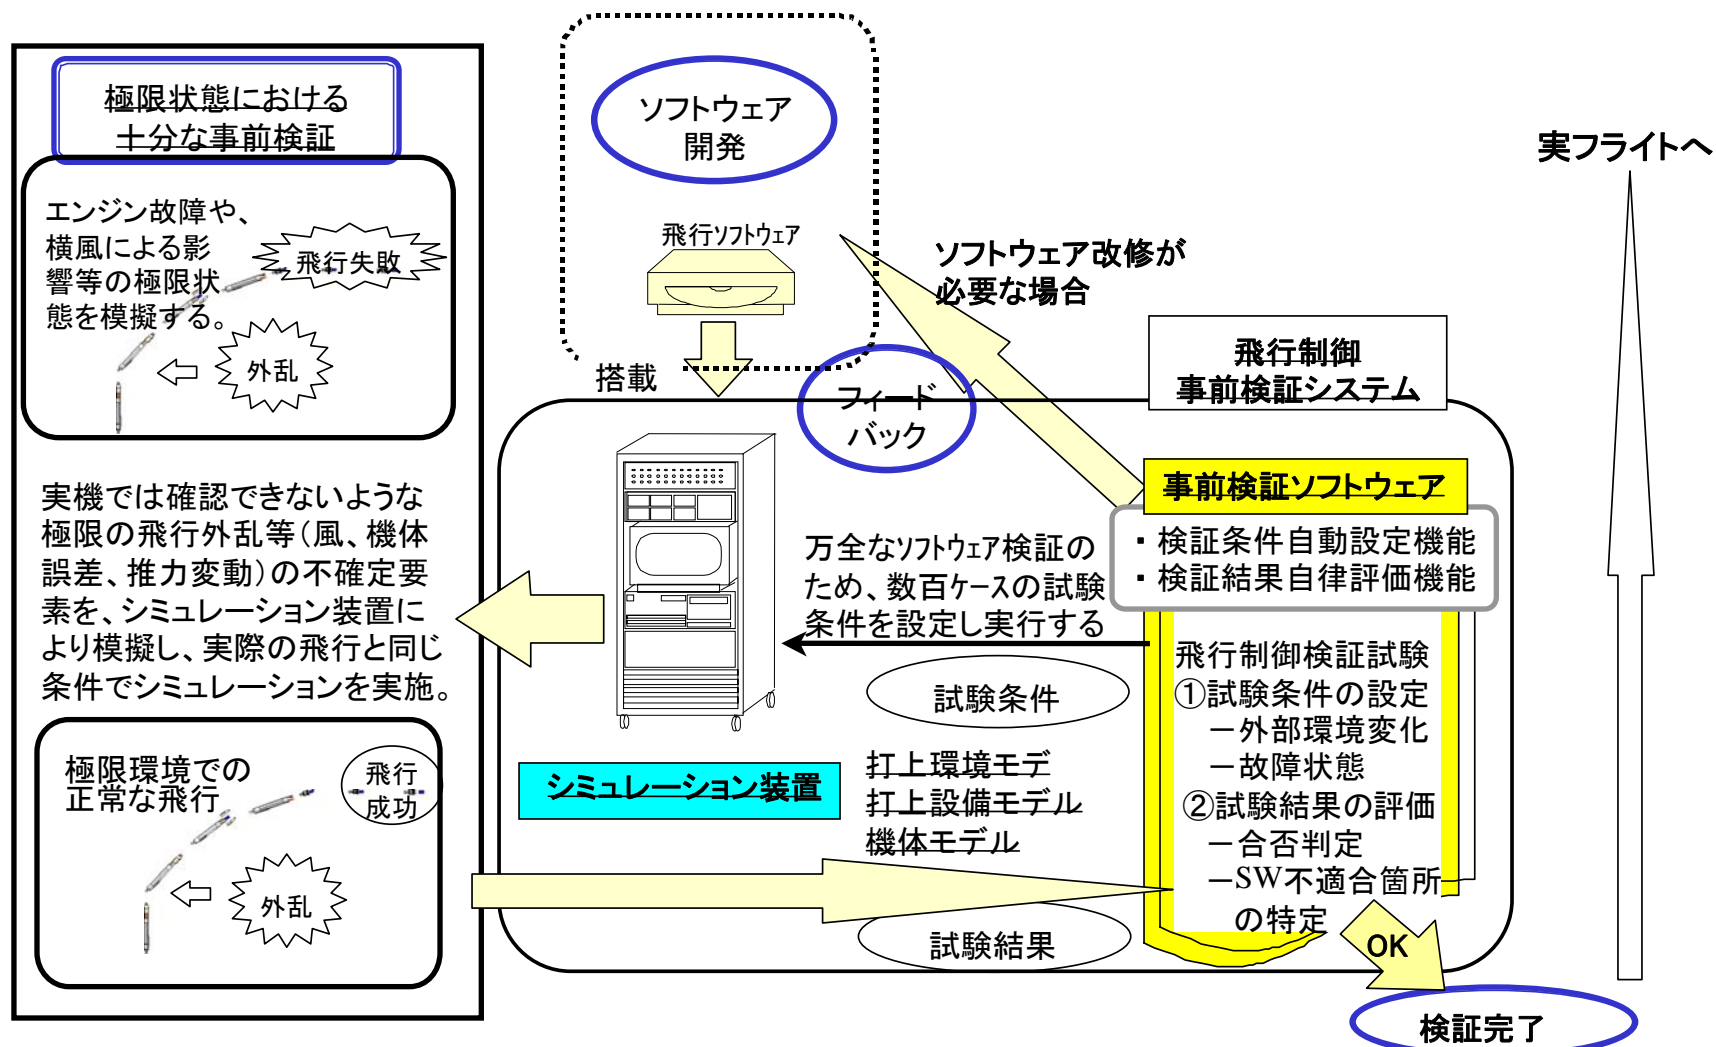 極限状態における
十分な事前検証
エンジン故障や、
横風による影
響等の極限状
態を模擬する。
飛行失敗
外乱
実機では確認できないような
極限の飛行外乱等（風、機体
誤差、推力変動）の不確定要
素を、シミュレーション装置に
より模擬し、実際の飛行と同じ
条件でシミュレーションを実施。
極限環境での
正常な飛行
飛行
成功
外乱
ソフトウェア
開発
飛行ソフトウェア
搭載
フィード
バック
ソフトウェア改修が
必要な場合
飛行制御
事前検証システム
事前検証ソフトウェア
・検証条件自動設定機能
・検証結果自律評価機能
万全なソフトウェア検証の
ため、数百ケースの試験
条件を設定し実行する
試験条件
シミュレーション装置
打上環境モデ
打上設備モデル
機体モデル
試験結果
飛行制御検証試験
①試験条件の設定
－外部環境変化
－故障状態
②試験結果の評価
－合否判定
－SW不適合箇所
の特定
OK
検証完了
実フライトへ